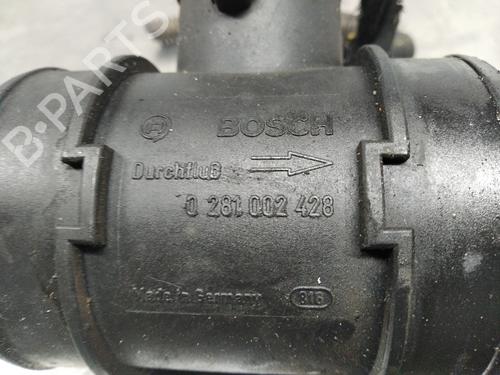 BOSCH
Durchfluß
0 281 002 428
Made in Germany 816
B-PARTS